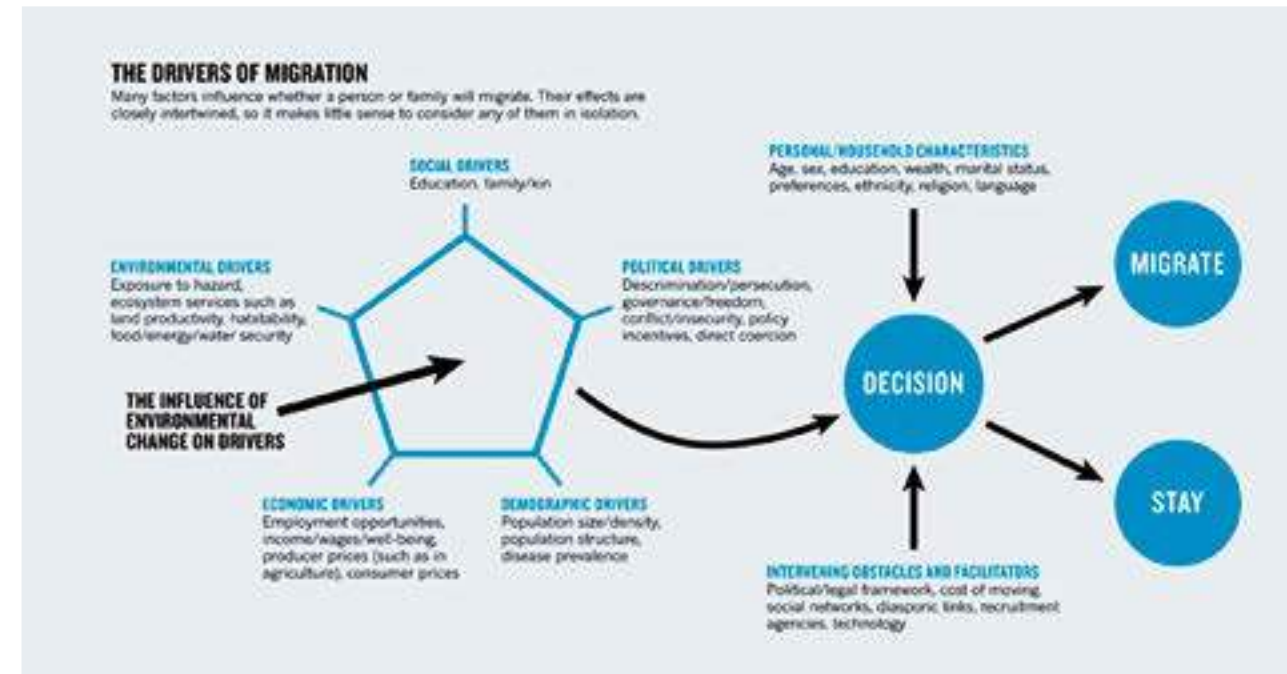 THE DRIVERS OF MIGRATION
Many factors influence whether a person or family will migrate. Their effects are
closely intertwined, so it makes little sense to consider any of them in isolation.
SOCIAL DRIVERS
Education, family/kin
ENVIRONMENTAL DRIVERS
Exposure to hazard,
ecosystem services such as
land productivity, habitability,
food/energy/water security
POLITICAL DRIVERS
Descrimination/persecution,
governance/freedom,
conflict/insecurity, policy
incentives, direct coercion
THE INFLUENCE OF
ENVIRONMENTAL
CHANGE ON DRIVERS
ECONOMIC DRIVERS
Employment opportunities,
income/wages/well-being,
producer prices (such as in
agriculture), consumer prices
DEMOGRAPHIC DRIVERS
Population size/density,
population structure,
disease prevalence
PERSONAL/HOUSEHOLD CHARACTERISTICS
Age, sex, education, wealth, marital status,
preferences, ethnicity, religion, language
DECISION
MIGRATE
STAY
INTERVENING OBSTACLES AND FACILITATORS
Political/legal framework, cost of moving,
social networks, diasporic links, recruitment
agencies, technology